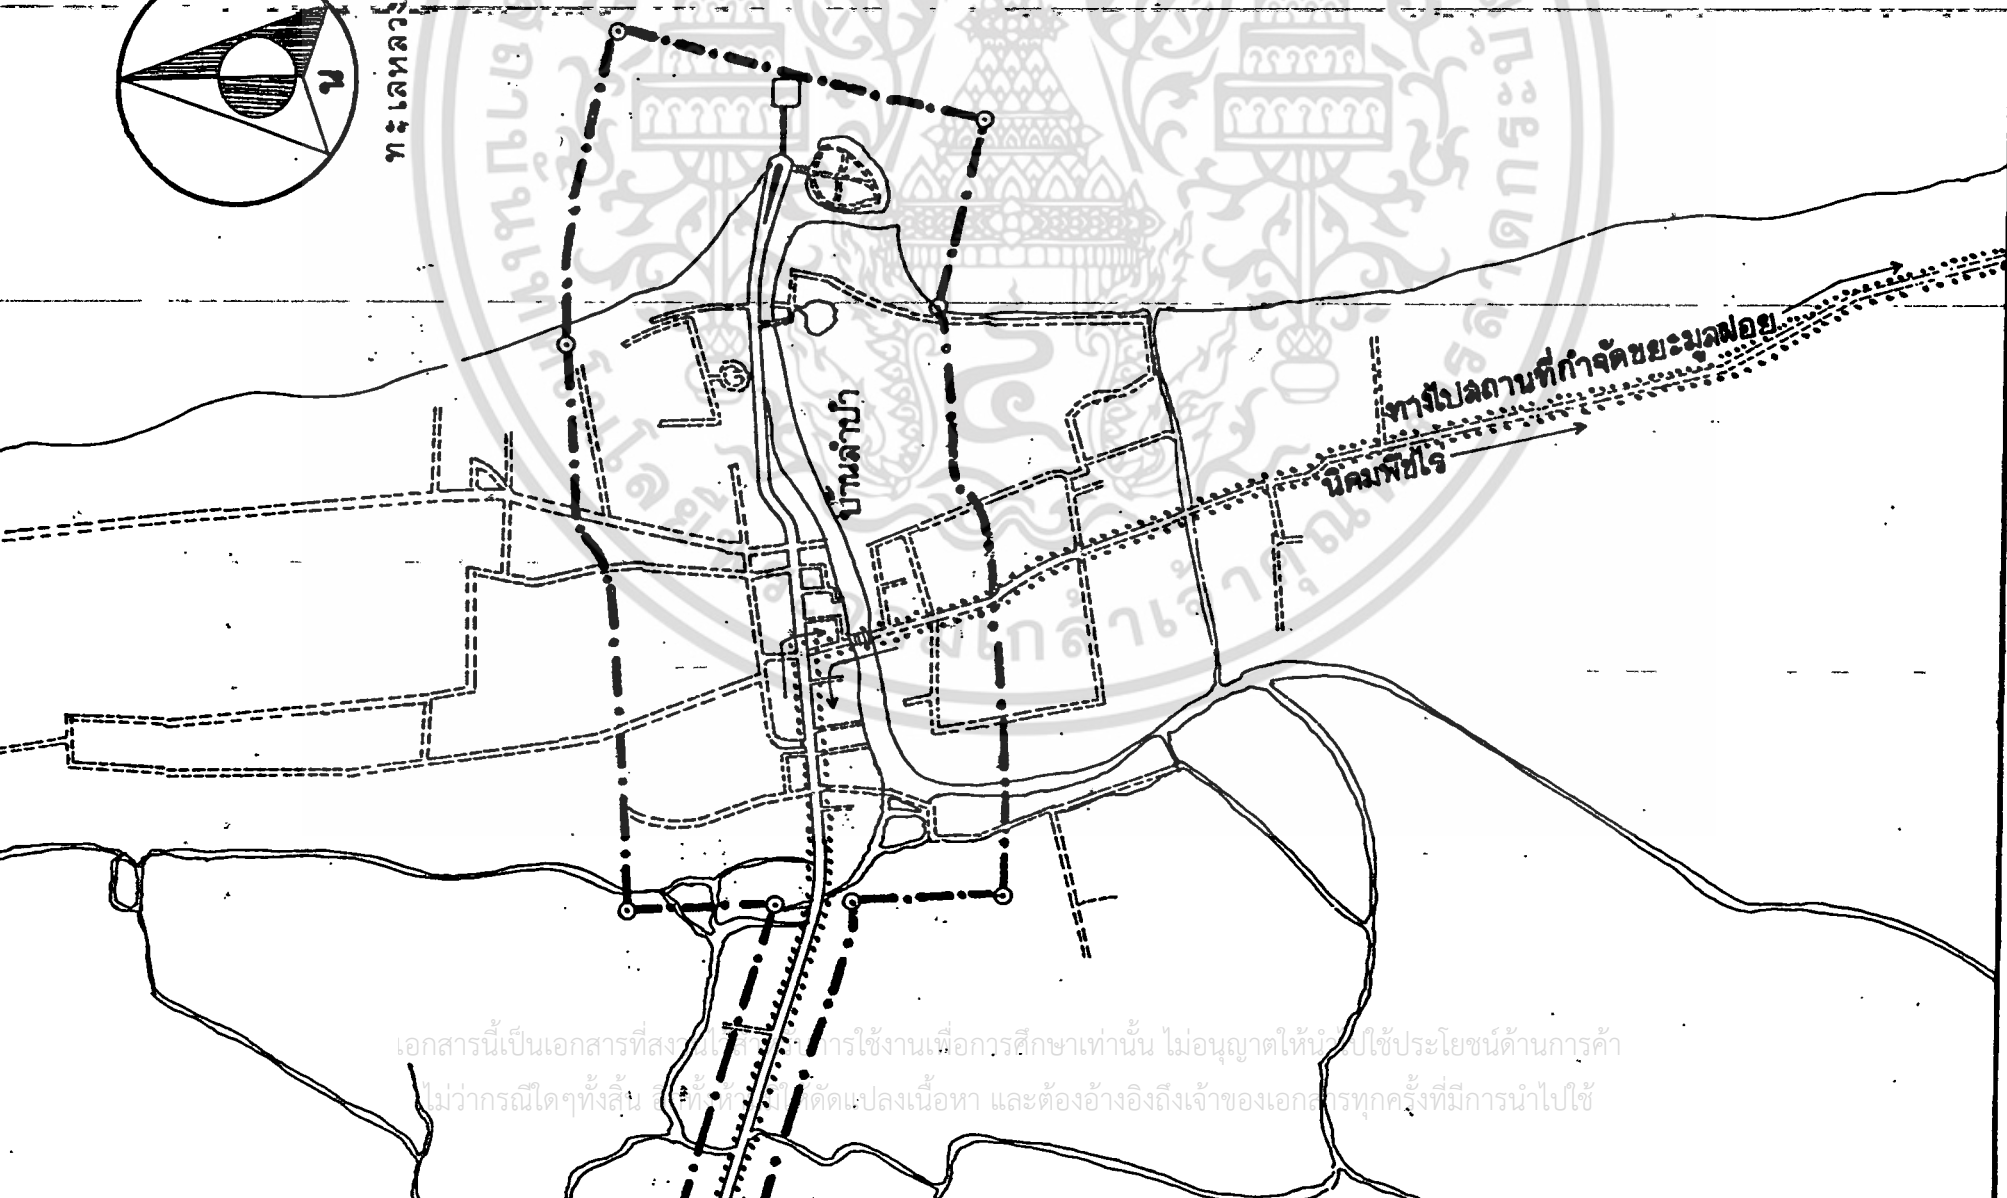 น
ทะเลหลวง
บ้านลำปำ
ทางไปสถานที่กำจัดขยะมูลฝอย
นิคมพืชไร่
เอกสารนี้เป็นเอกสารที่สงวนไว้สำหรับการใช้งานเพื่อการศึกษาเท่านั้น ไม่อนุญาตให้นำไปใช้ประโยชน์ด้านการค้า
ไม่ว่ากรณีใดๆทั้งสิ้น อีกทั้งห้ามมิให้ดัดแปลงเนื้อหา และต้องอ้างอิงถึงเจ้าของเอกสารทุกครั้งที่มีการนำไปใช้